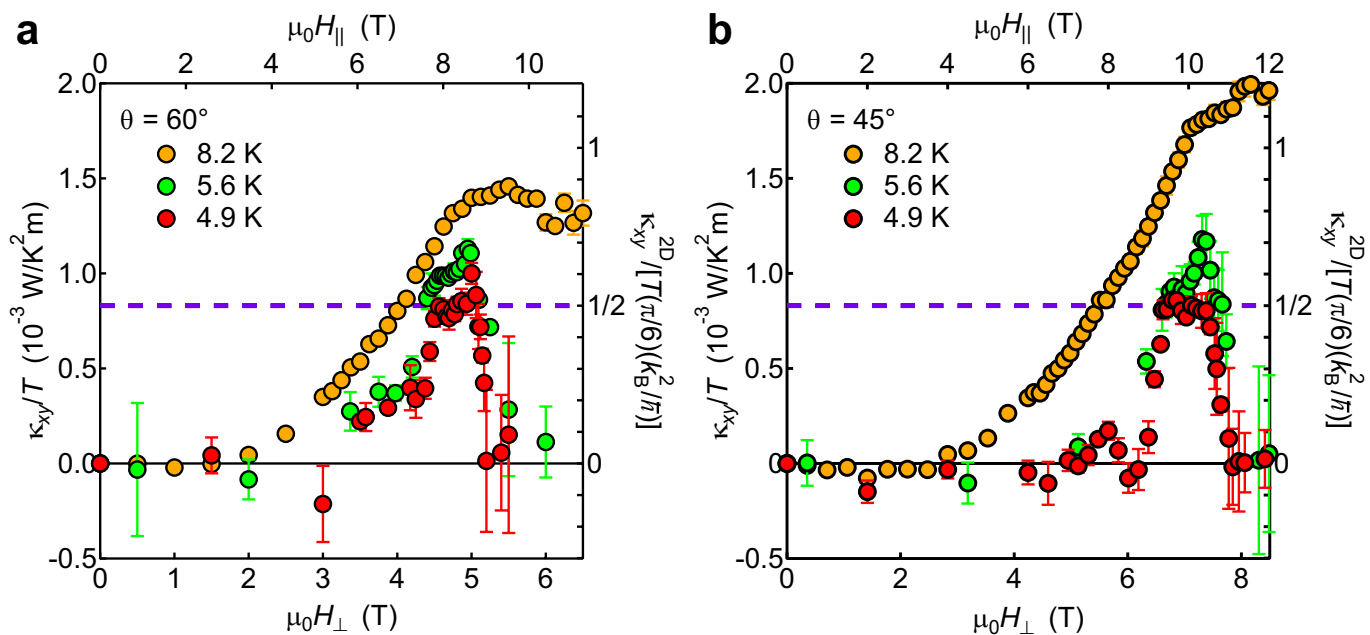 a
μ₀H|| (T)
0 2 4 6 8 10
2.0
1.5
1.0
0.5
0.0
-0.5
κxy/T (10⁻³ W/K²m)
θ = 60°
8.2 K
5.6 K
4.9 K
1
1/2
0
κxy²ᴰ/[T(π/6)(kB²/ℏ)]
0 1 2 3 4 5 6
μ₀H⊥ (T)
b
μ₀H|| (T)
0 2 4 6 8 10 12
2.0
1.5
1.0
0.5
0.0
-0.5
κxy/T (10⁻³ W/K²m)
θ = 45°
8.2 K
5.6 K
4.9 K
1
1/2
0
κxy²ᴰ/[T(π/6)(kB²/ℏ)]
0 2 4 6 8
μ₀H⊥ (T)